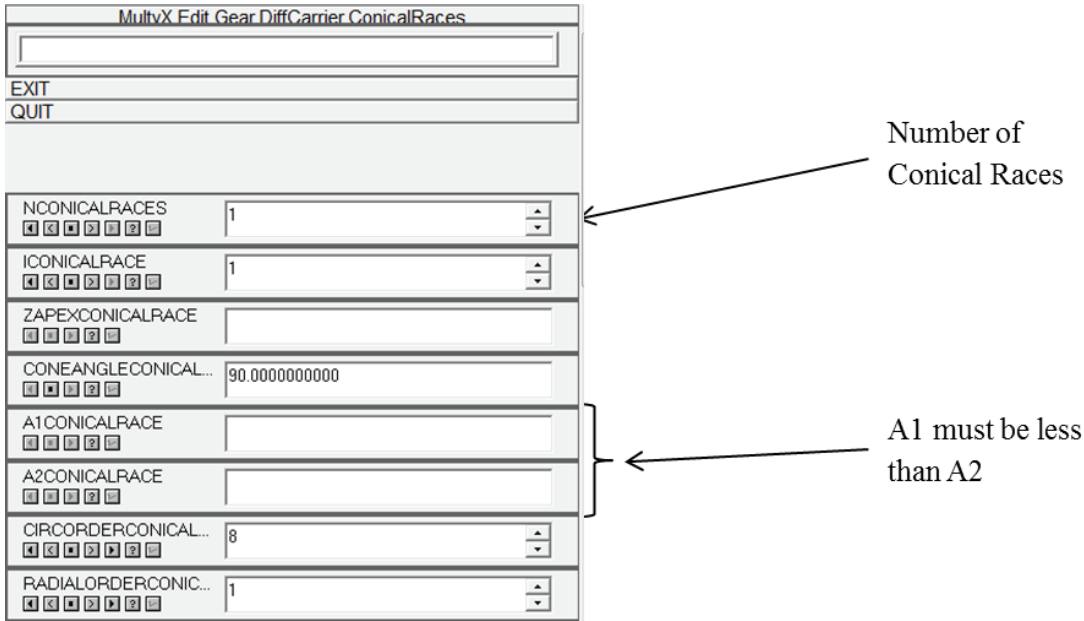 MultyX Edit Gear DiffCarrier ConicalRaces
EXIT
QUIT
Number of
Conical Races
NCONICALRACES
1
ICONICALRACE
1
ZAPEXCONICALRACE
CONEANGLECONICAL...
90.0000000000
A1CONICALRACE
A2CONICALRACE
A1 must be less
than A2
CIRCORDERCONICAL...
8
RADIALORDERCONIC...
1